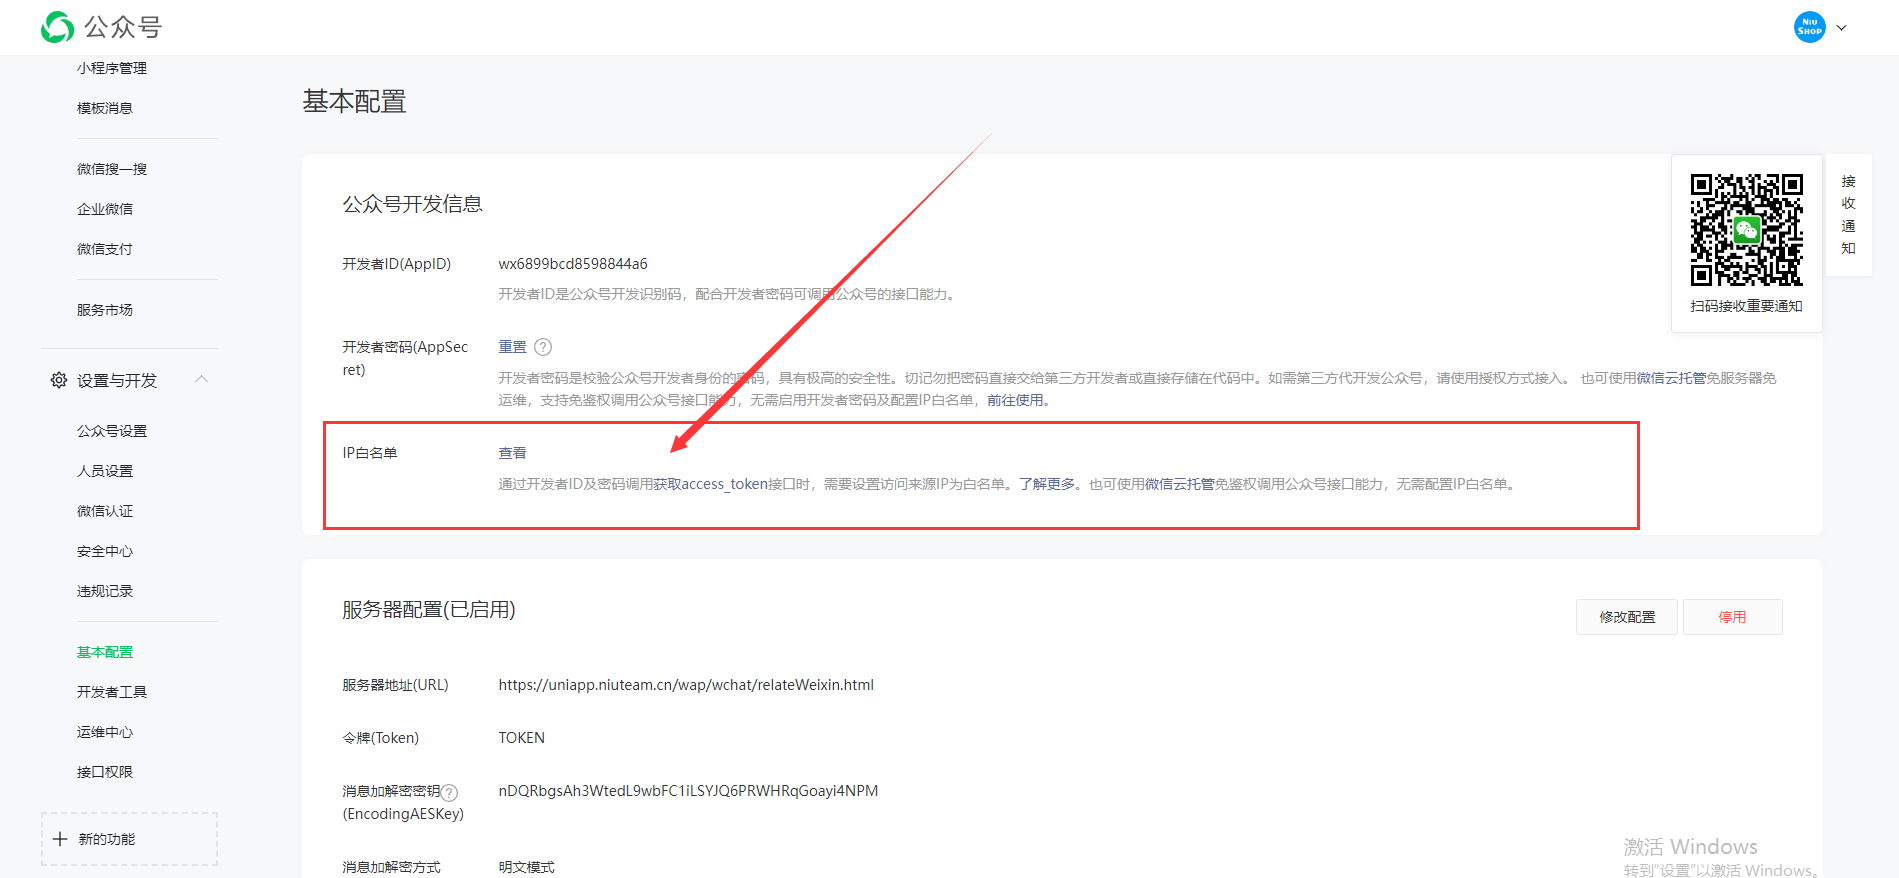 公众号
NIU
SHOP
小程序管理
模板消息
微信搜一搜
企业微信
微信支付
服务市场
设置与开发
公众号设置
人员设置
微信认证
安全中心
违规记录
基本配置
开发者工具
运维中心
接口权限
新的功能
基本配置
公众号开发信息
开发者ID(AppID)
wx6899bcd8598844a6
开发者ID是公众号开发识别码，配合开发者密码可调用公众号的接口能力。
开发者密码(AppSec
ret)
重置
开发者密码是校验公众号开发者身份的密码，具有极高的安全性。切记勿把密码直接交给第三方开发者或直接存储在代码中。如需第三方代开发公众号，请使用授权方式接入。 也可使用微信云托管免服务器免
运维，支持免鉴权调用公众号接口能力，无需启用开发者密码及配置IP白名单，前往使用。
IP白名单
查看
通过开发者ID及密码调用获取access_token接口时，需要设置访问来源IP为白名单。了解更多。也可使用微信云托管免鉴权调用公众号接口能力，无需配置IP白名单。
扫码接收重要通知
接
收
通
知
服务器配置(已启用)
修改配置
停用
服务器地址(URL)
https://uniapp.niuteam.cn/wap/wchat/relateWeixin.html
令牌(Token)
TOKEN
消息加解密密钥
(EncodingAESKey)
nDQRbgsAh3WtedL9wbFC1iLSYJQ6PRWHRqGoayi4NPM
消息加解密方式
明文模式
激活 Windows
转到"设置"以激活 Windows。